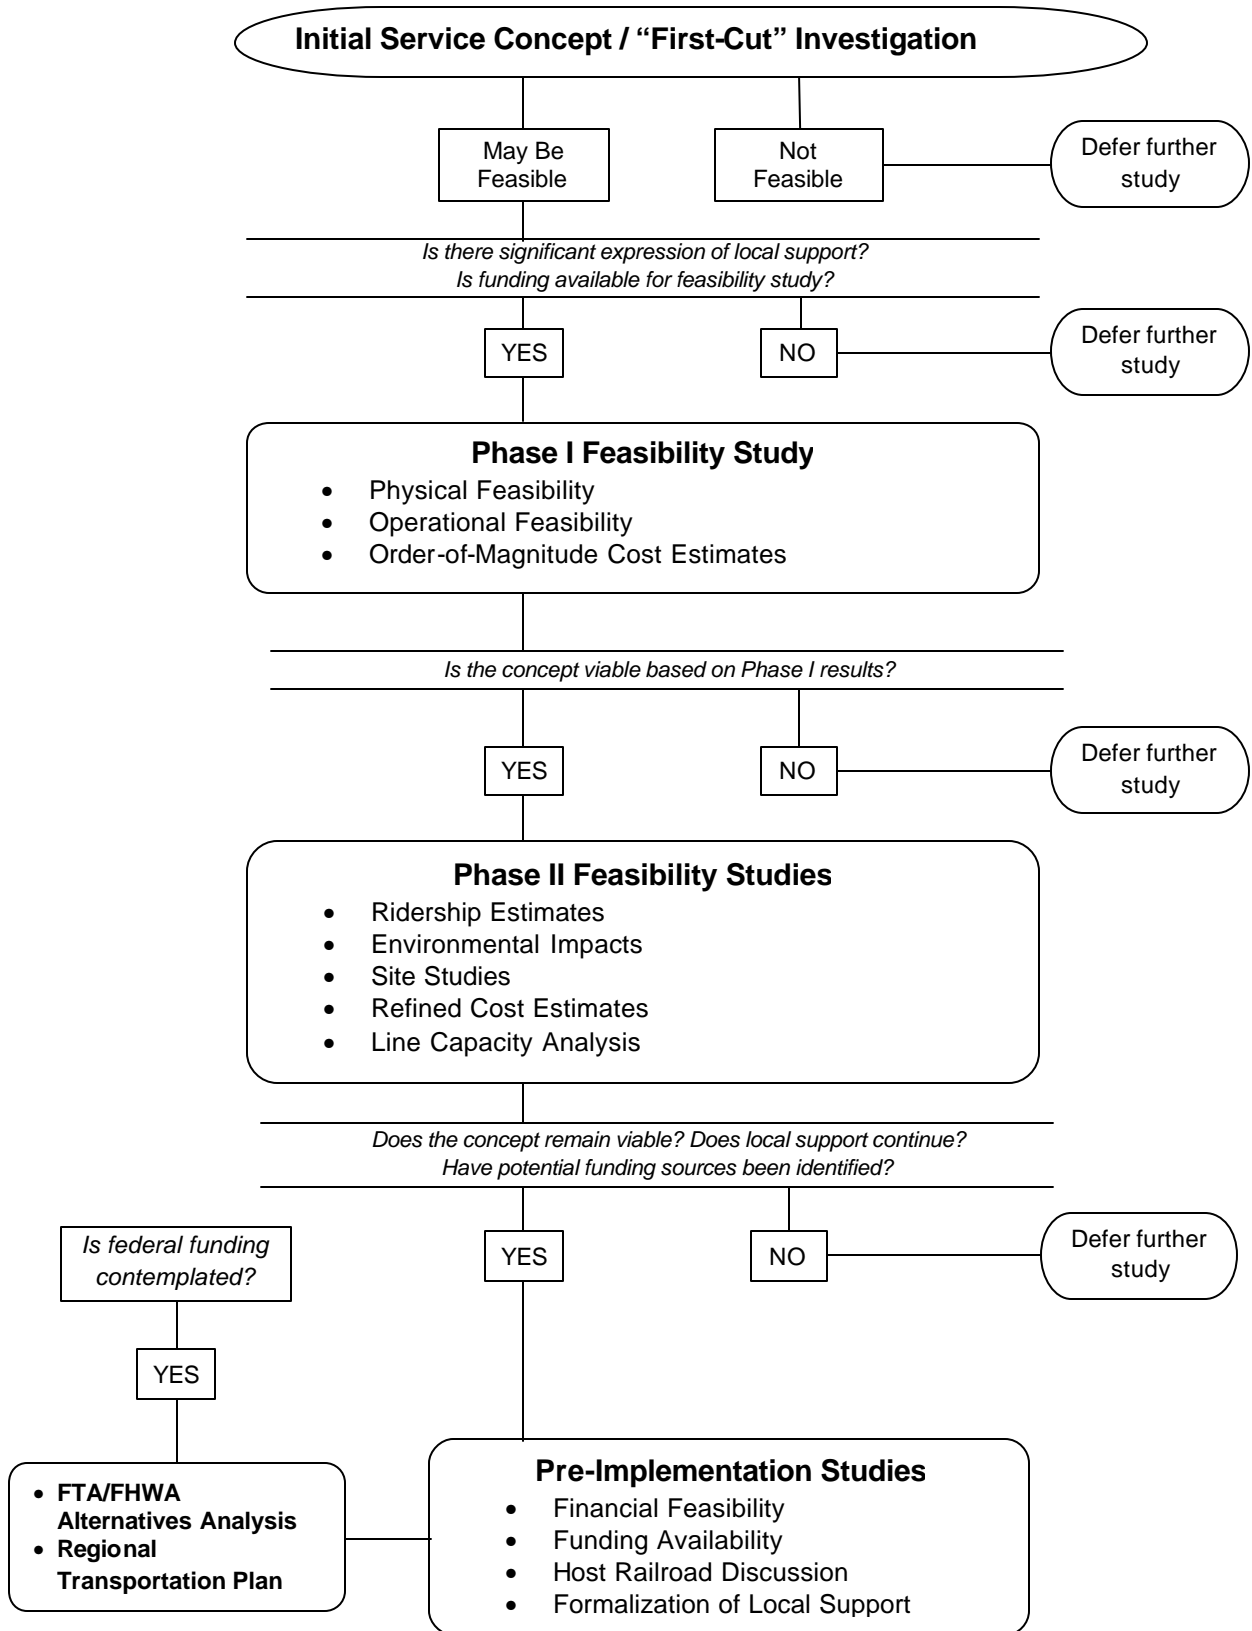 Initial Service Concept / “First-Cut” Investigation
May Be
Feasible
Not
Feasible
Defer further
study
Is there significant expression of local support?
Is funding available for feasibility study?
YES
NO
Defer further
study
Phase I Feasibility Study
• Physical Feasibility
• Operational Feasibility
• Order-of-Magnitude Cost Estimates
Is the concept viable based on Phase I results?
YES
NO
Defer further
study
Phase II Feasibility Studies
• Ridership Estimates
• Environmental Impacts
• Site Studies
• Refined Cost Estimates
• Line Capacity Analysis
Does the concept remain viable? Does local support continue?
Have potential funding sources been identified?
Is federal funding
contemplated?
YES
NO
Defer further
study
YES
• FTA/FHWA
Alternatives Analysis
• Regional
Transportation Plan
Pre-Implementation Studies
• Financial Feasibility
• Funding Availability
• Host Railroad Discussion
• Formalization of Local Support